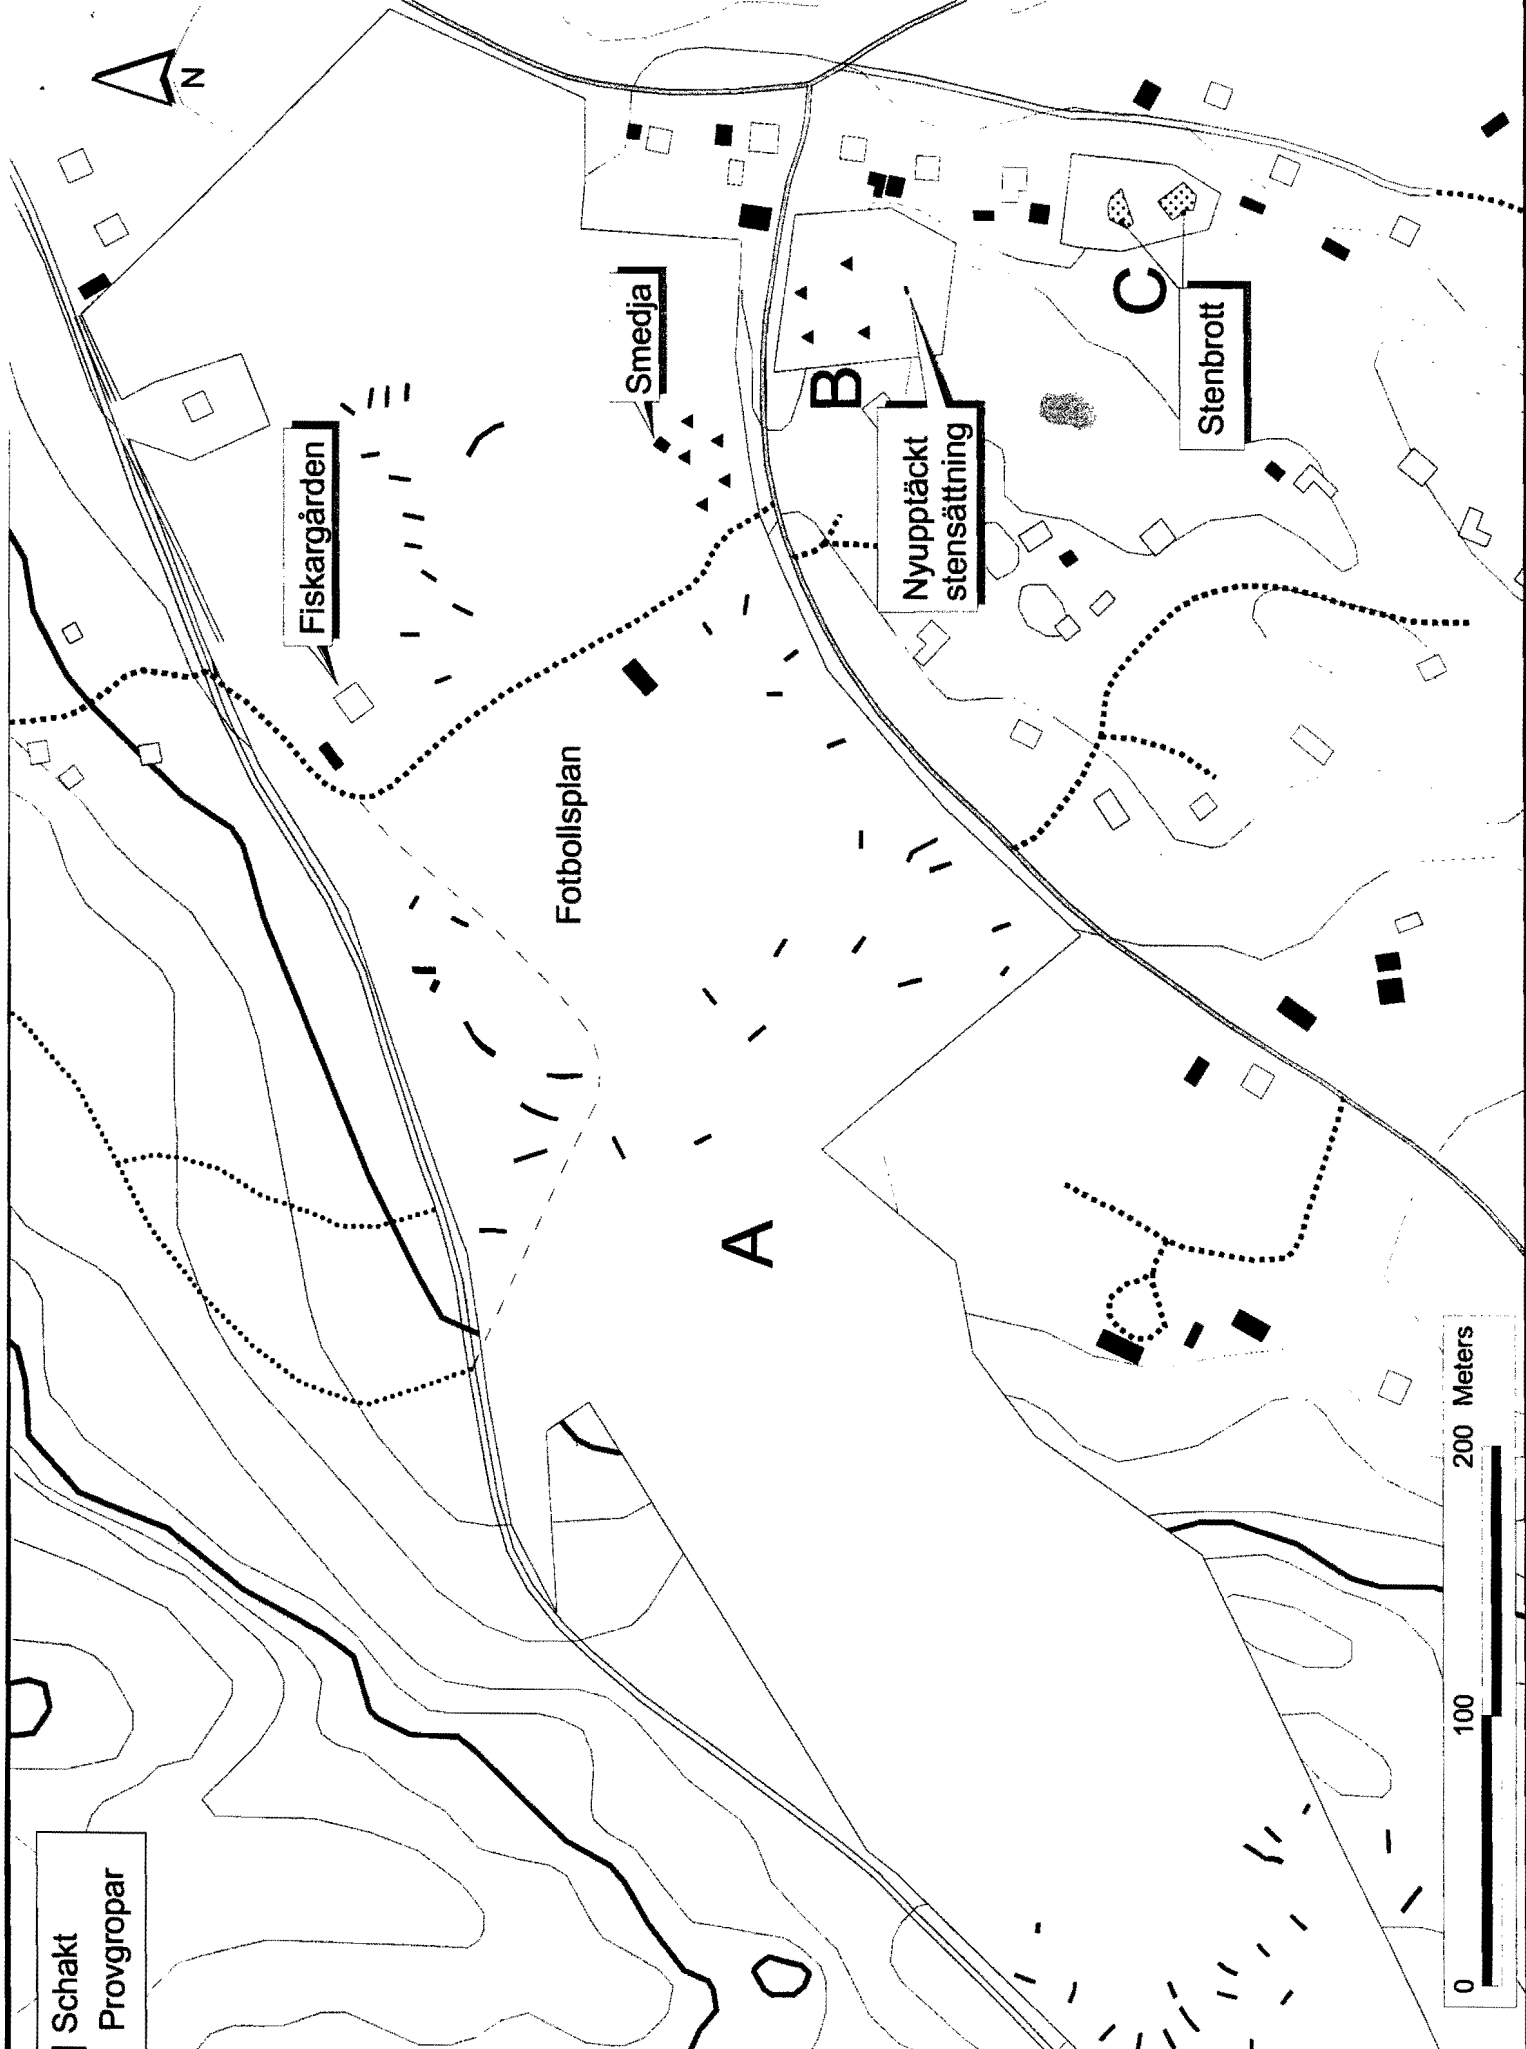 Schakt
Provgropar
N
Fiskargården
Smedja
Fotbollsplan
A
B
Nyupptäckt
stensättning
C
Stenbrott
0 100 200 Meters